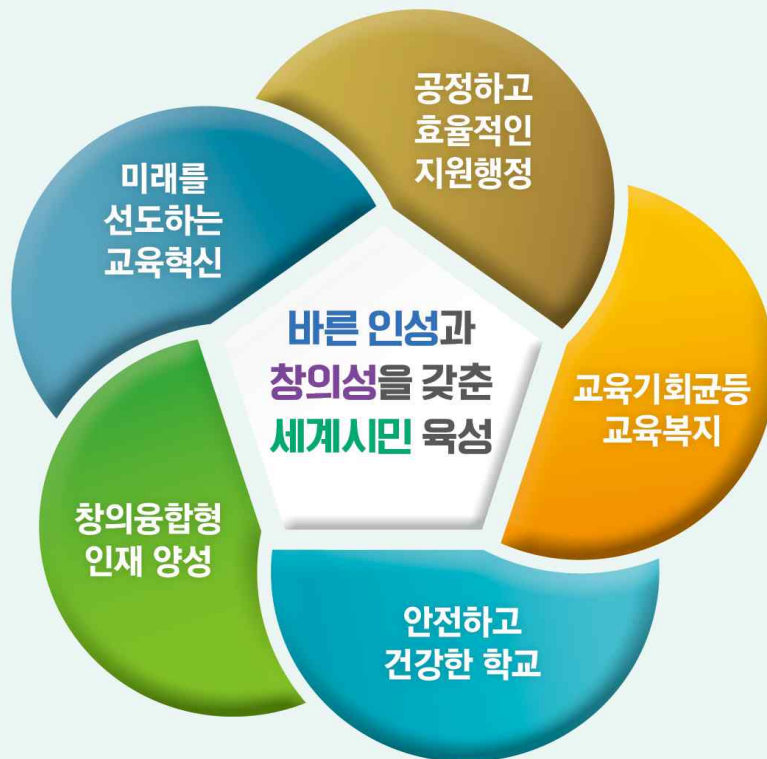 공정하고
효율적인
지원행정
미래를
선도하는
교육혁신
바른 인성과
창의성을 갖춘
세계시민 육성
교육기회균등
교육복지
창의융합형
인재 양성
안전하고
건강한 학교